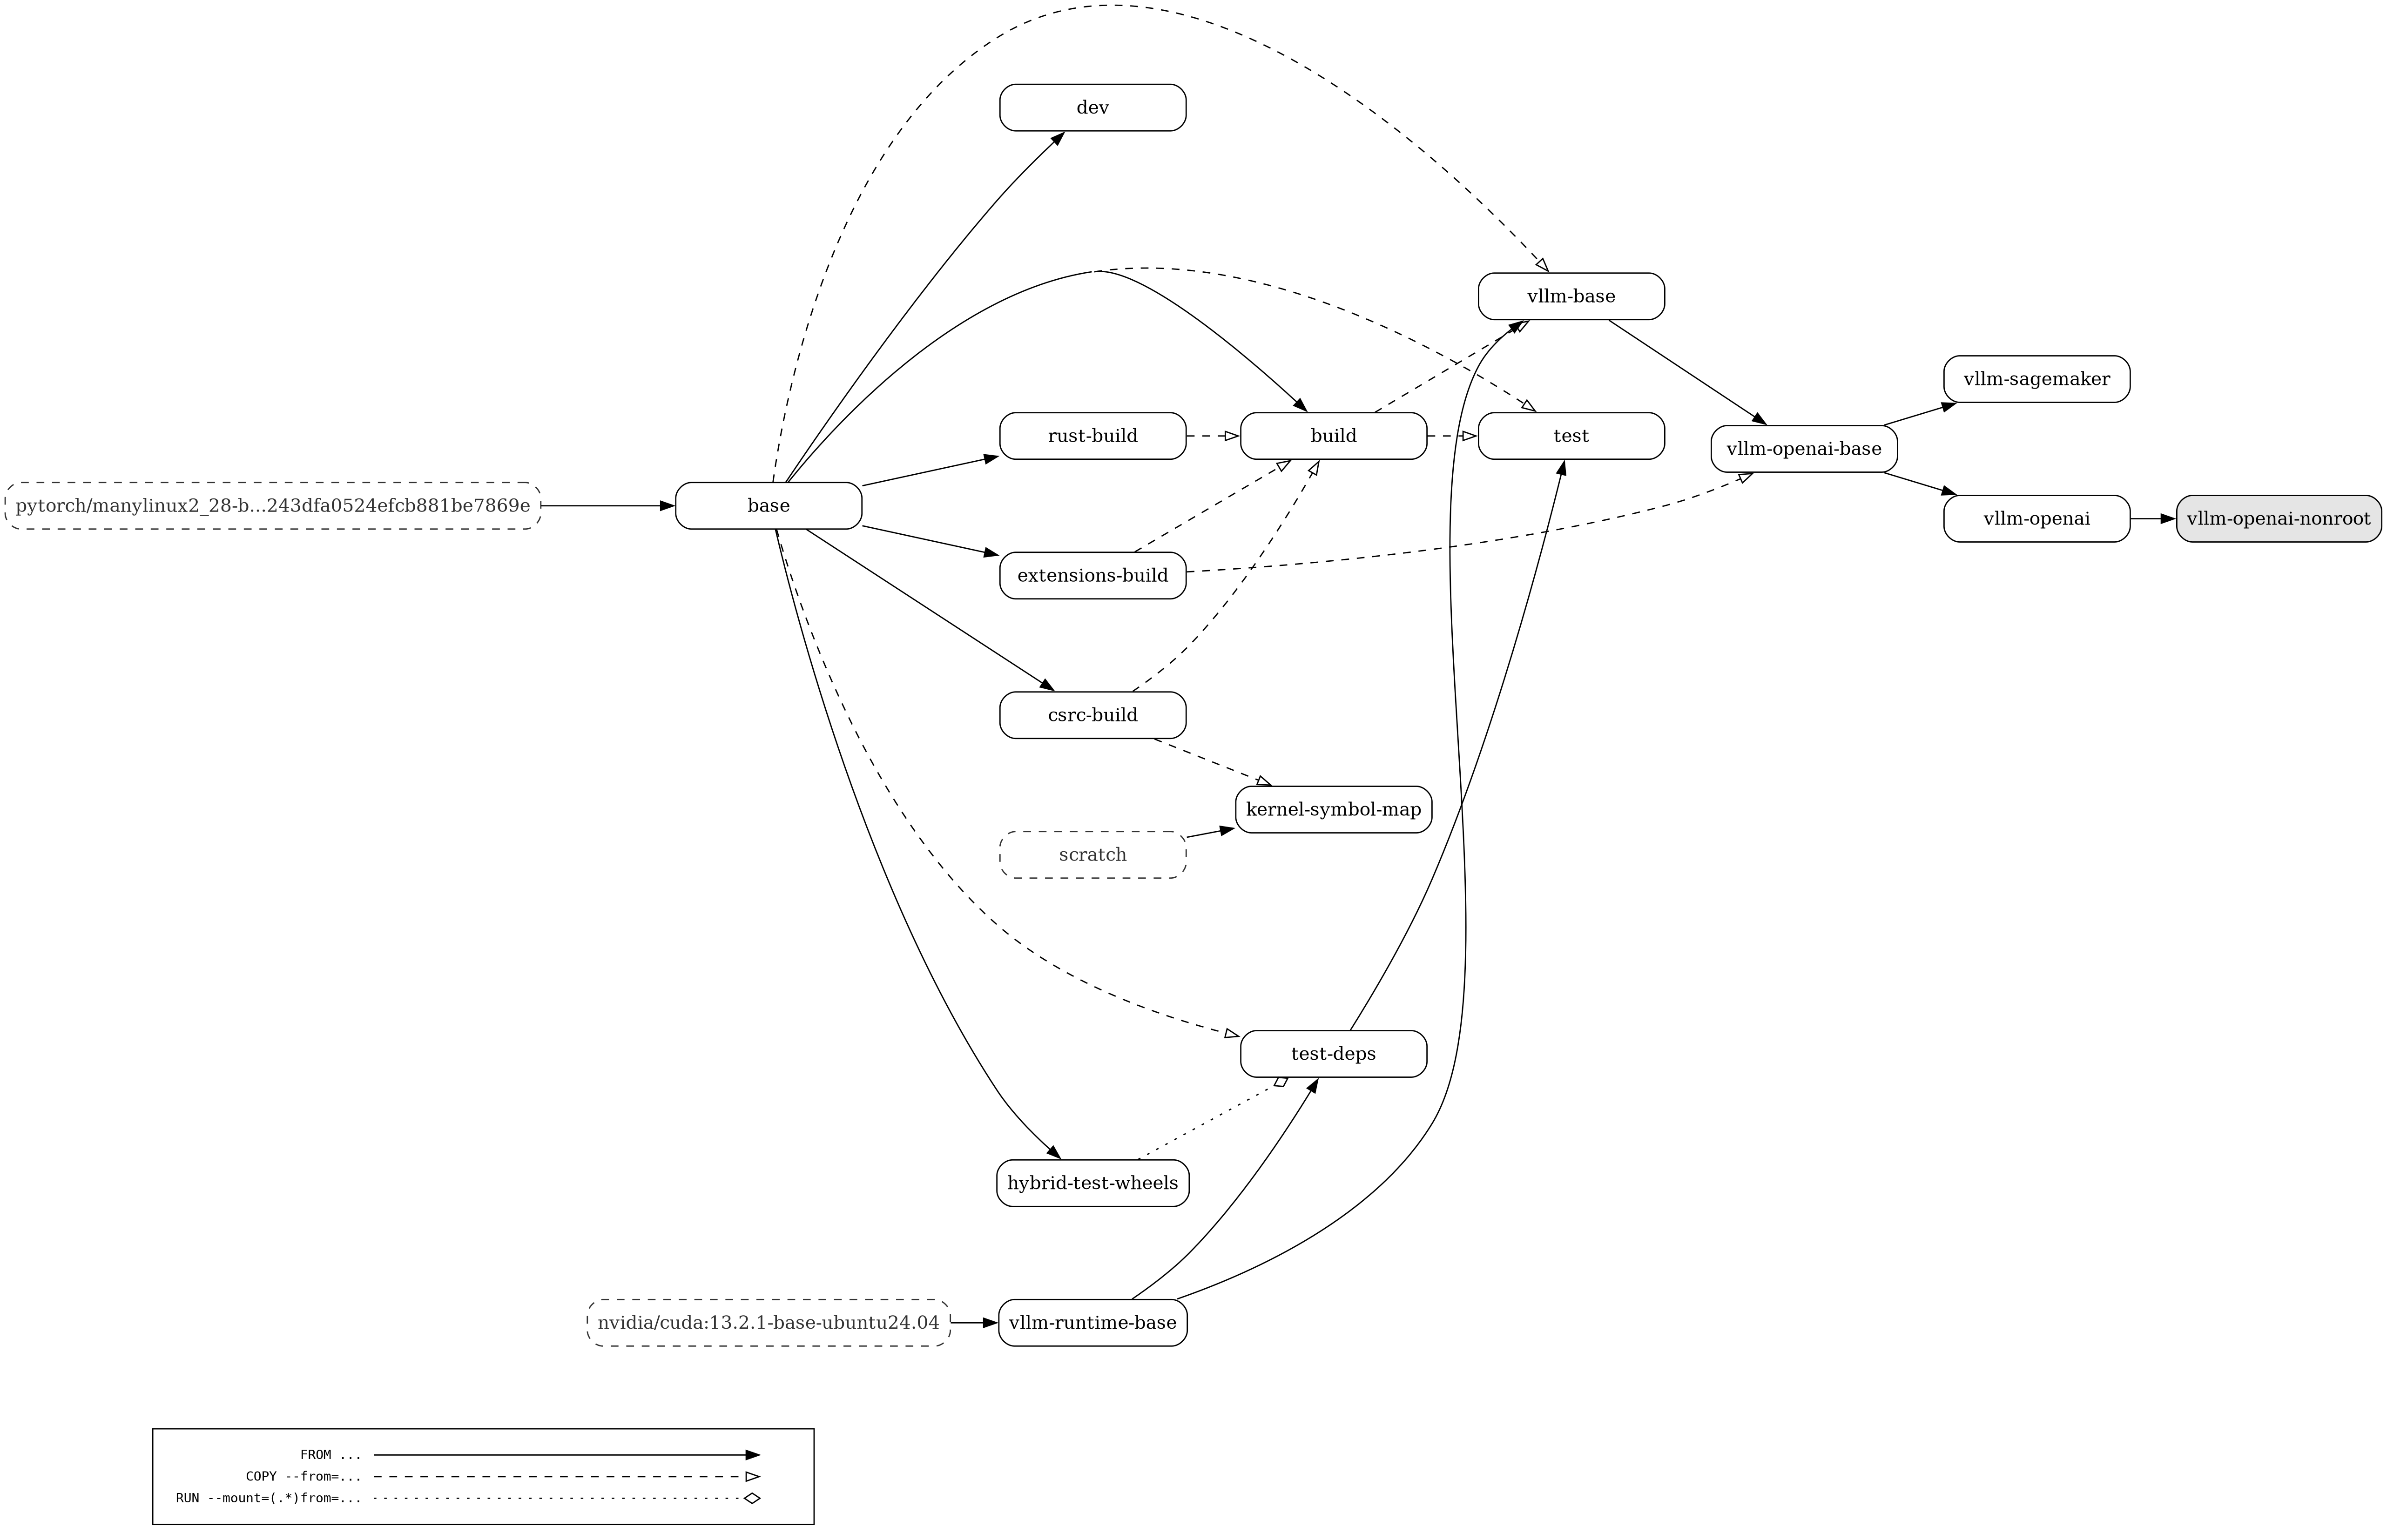 dev
vllm-base
vllm-sagemaker
rust-build
build
test
vllm-openai-base
pytorch/manylinux2_28-b...243dfa0524efcb881be7869e
base
vllm-openai
vllm-openai-nonroot
extensions-build
csrc-build
kernel-symbol-map
scratch
test-deps
hybrid-test-wheels
nvidia/cuda:13.2.1-base-ubuntu24.04
vllm-runtime-base
FROM ...
COPY --from=...
RUN --mount=(.*)from=...